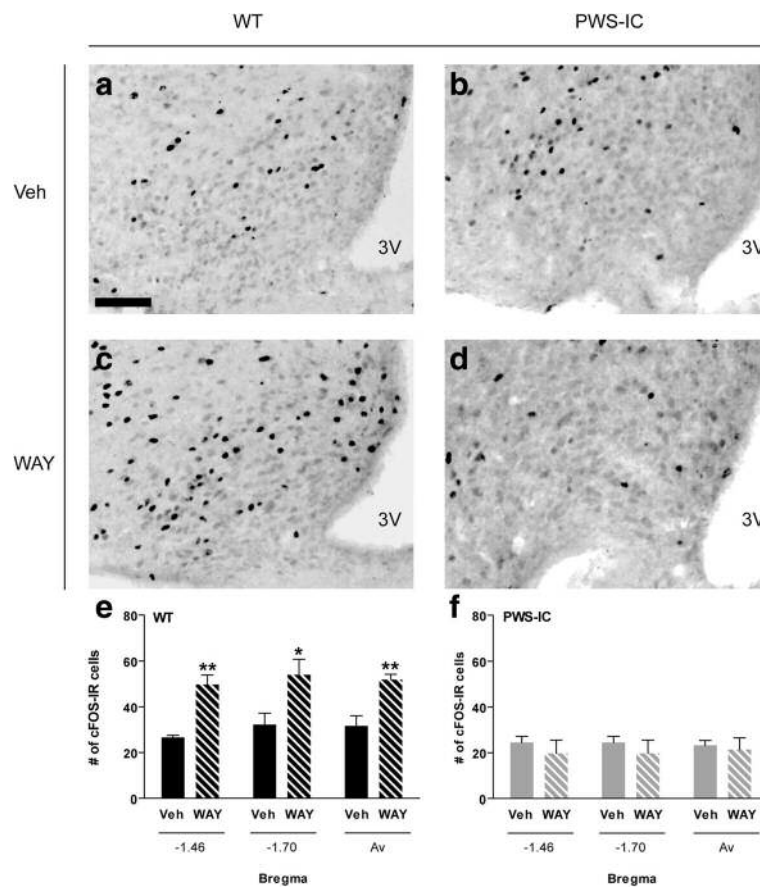 WT PWS-IC
a b
Veh
3V 3V
c d
WAY
3V 3V
e f
80 WT 80 PWS-IC
60 60
** * **
40 40
20 20
0 0
# of cFOS-IR cells # of cFOS-IR cells
Veh WAY Veh WAY Veh WAY Veh WAY Veh WAY Veh WAY
-1.46 -1.70 Av -1.46 -1.70 Av
Bregma Bregma